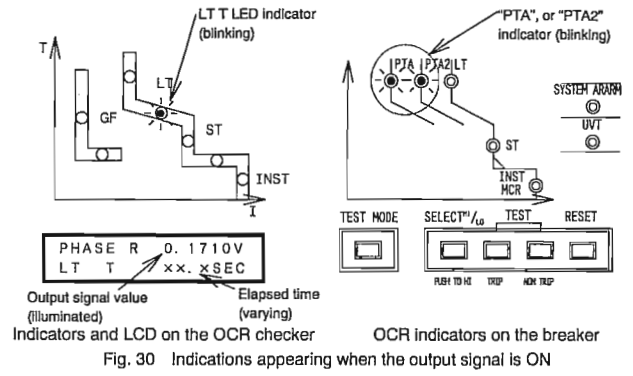 LT T LED indicator
(blinking)
T
LT
GF
ST
INST
I
PHASE R 0.1710V
LT T ××.×SEC
Output signal value
(illuminated)
Elapsed time
(varying)
Indicators and LCD on the OCR checker
"PTA", or "PTA2"
indicator (blinking)
PTA PTA2 LT
SYSTEM ARARM
UVT
ST
INST
MCR
TEST MODE
SELECT HI/LO
TEST
RESET
PUSH TO HI
TRIP
NON TRIP
OCR indicators on the breaker
Fig. 30 Indications appearing when the output signal is ON